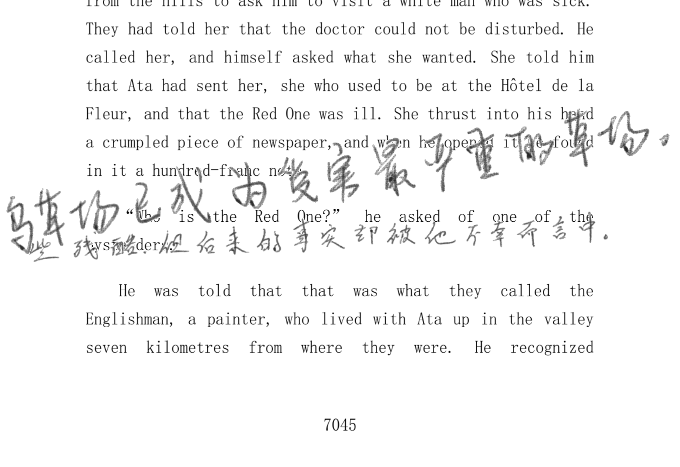 from the hills to ask him to visit a white man who was sick.
They had told her that the doctor could not be disturbed. He
called her, and himself asked what she wanted. She told him
that Ata had sent her, she who used to be at the Hôtel de la
Fleur, and that the Red One was ill. She thrust into his hand
a crumpled piece of newspaper, and when he opened it he found
in it a hundred-franc note.
马草场已成为发案最严重的草场。
“Who is the Red One?” he asked of one of the
bystanders.
些残酷.但后来的事实却被他不幸而言中.
He was told that that was what they called the
Englishman, a painter, who lived with Ata up in the valley
seven kilometres from where they were. He recognized
7045